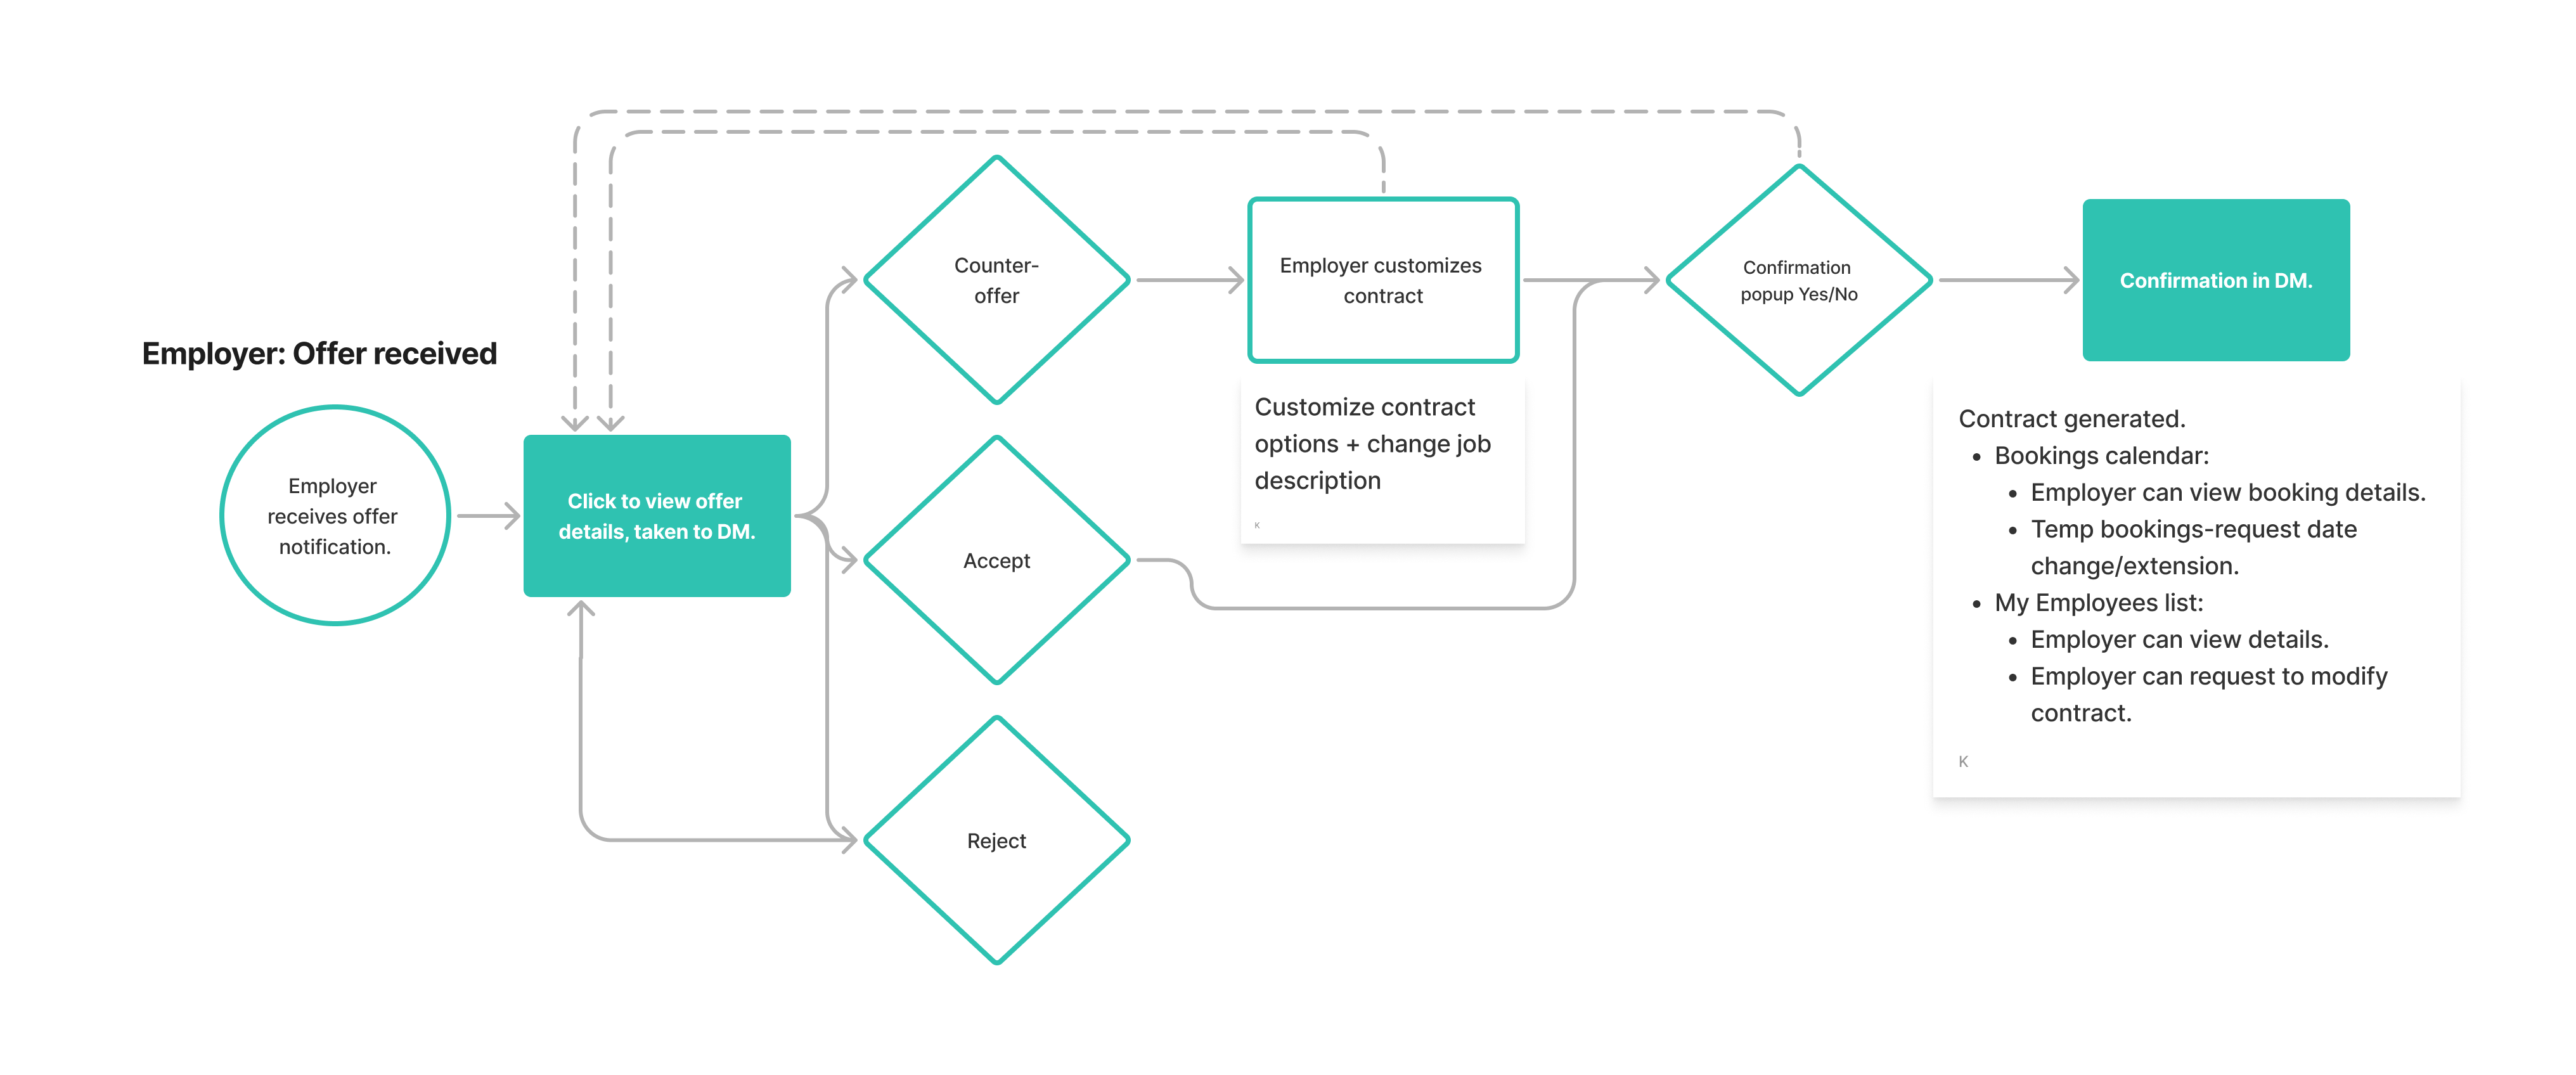 Employer: Offer received
Employer
receives offer
notification.
Click to view offer
details, taken to DM.
Counter-
offer
Accept
Reject
Employer customizes
contract
Customize contract
options + change job
description
K
Confirmation
popup Yes/No
Confirmation in DM.
Contract generated.
• Bookings calendar:
• Employer can view booking details.
• Temp bookings-request date
change/extension.
• My Employees list:
• Employer can view details.
• Employer can request to modify
contract.
K